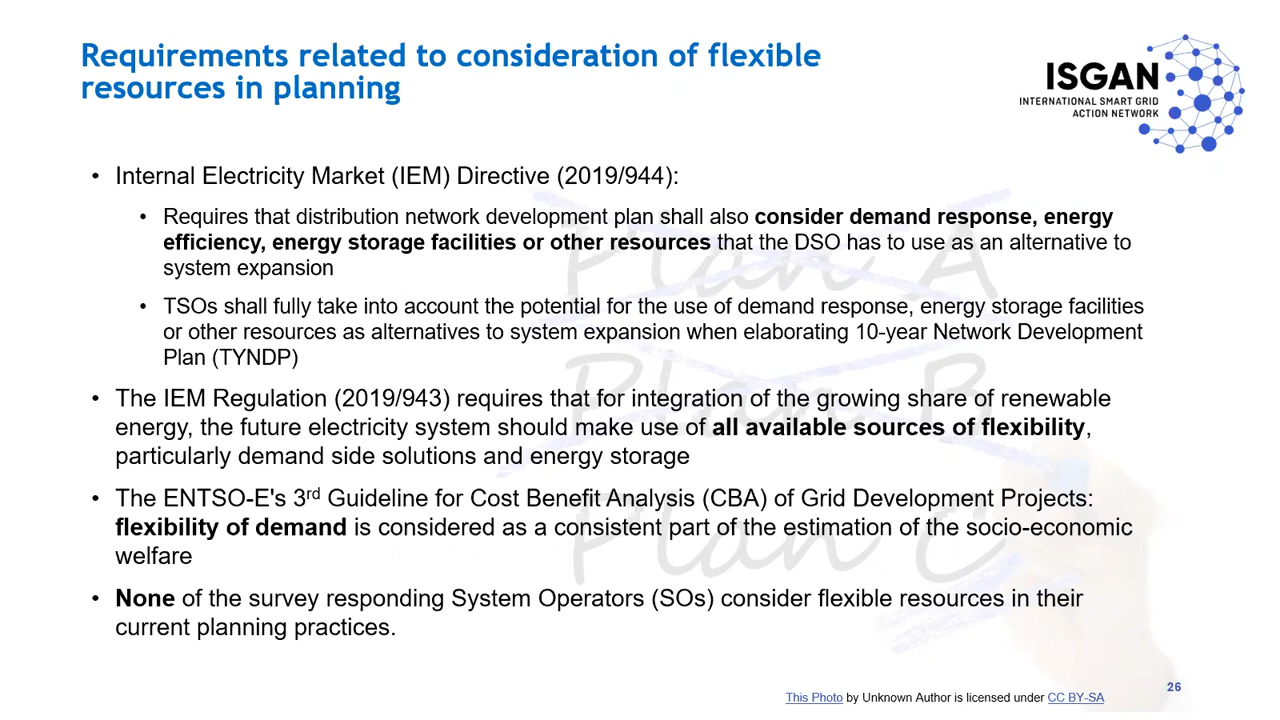 Requirements related to consideration of flexible
resources in planning
ISGAN
INTERNATIONAL SMART GRID
ACTION NETWORK
• Internal Electricity Market (IEM) Directive (2019/944):
• Requires that distribution network development plan shall also consider demand response, energy
efficiency, energy storage facilities or other resources that the DSO has to use as an alternative to
system expansion
• TSOs shall fully take into account the potential for the use of demand response, energy storage facilities
or other resources as alternatives to system expansion when elaborating 10-year Network Development
Plan (TYNDP)
• The IEM Regulation (2019/943) requires that for integration of the growing share of renewable
energy, the future electricity system should make use of all available sources of flexibility,
particularly demand side solutions and energy storage
• The ENTSO-E's 3rd Guideline for Cost Benefit Analysis (CBA) of Grid Development Projects:
flexibility of demand is considered as a consistent part of the estimation of the socio-economic
welfare
• None of the survey responding System Operators (SOs) consider flexible resources in their
current planning practices.
Plan A
Plan B
Plan C
26
This Photo by Unknown Author is licensed under CC BY-SA